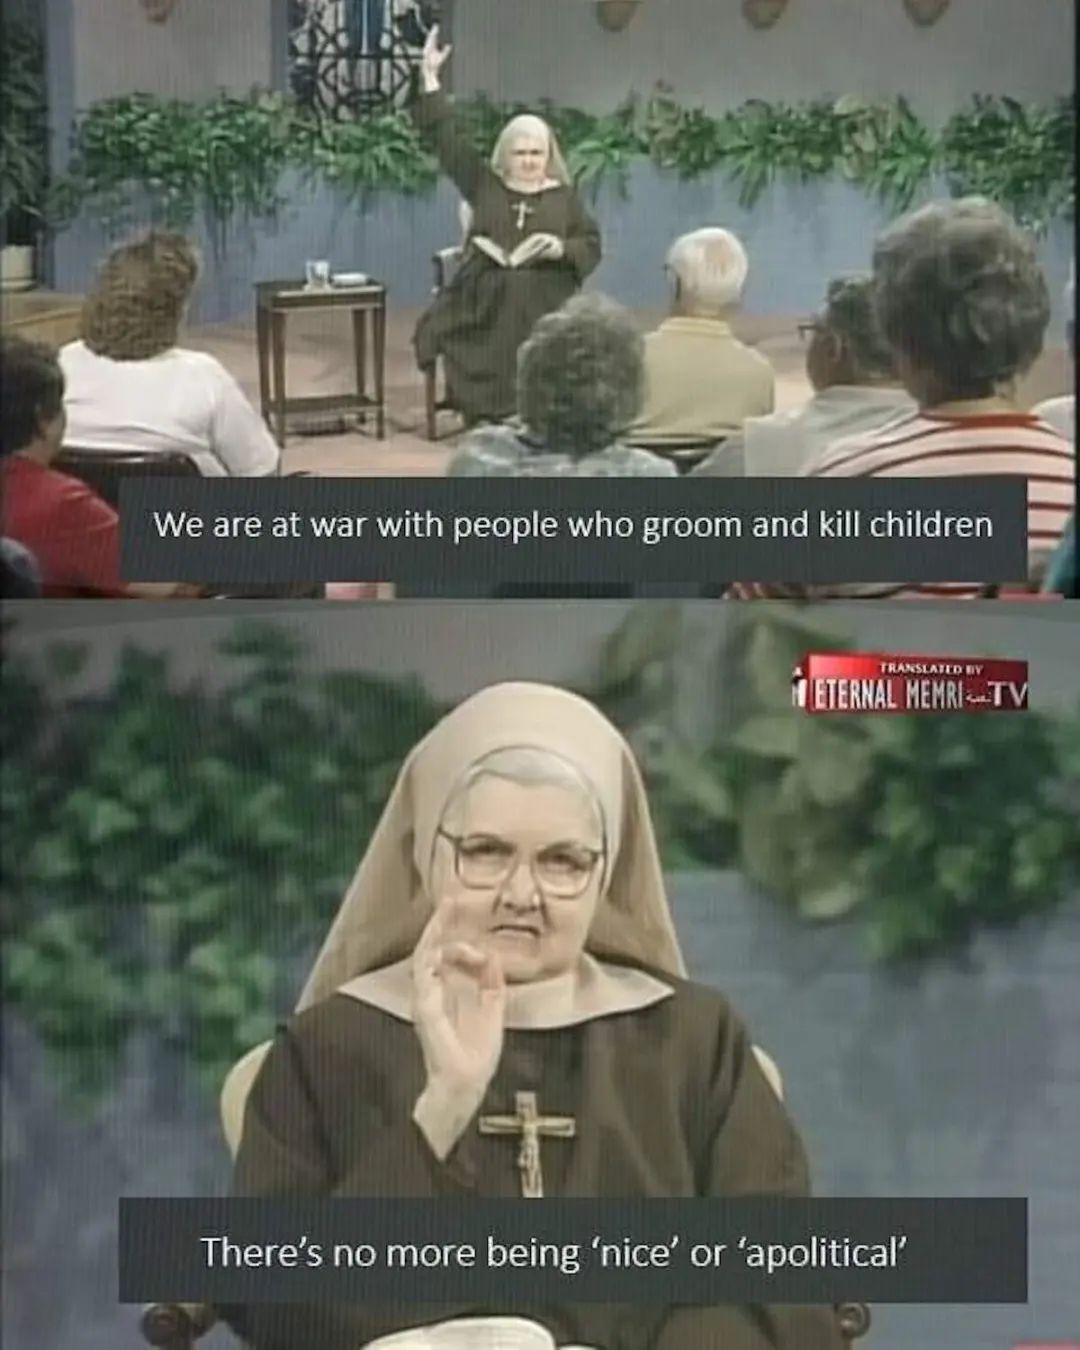 We are at war with people who groom and kill children
TRANSLATED BY
ETERNAL MEMRI TV
There's no more being ‘nice’ or ‘apolitical’